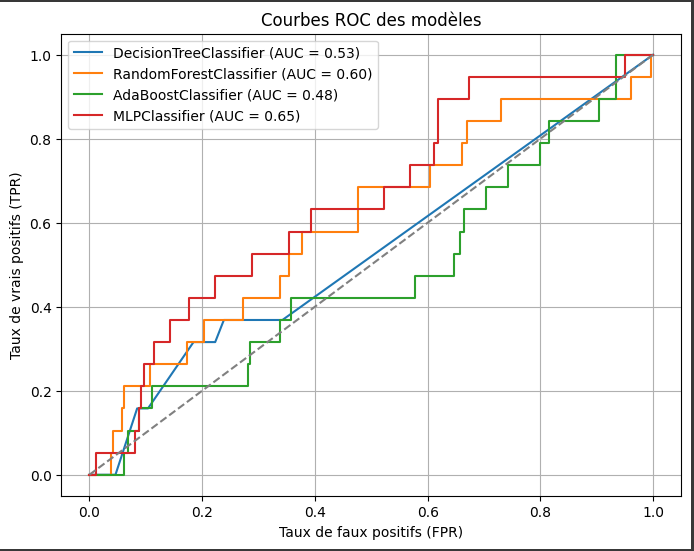 Courbes ROC des modèles
DecisionTreeClassifier (AUC = 0.53)
RandomForestClassifier (AUC = 0.60)
AdaBoostClassifier (AUC = 0.48)
MLPClassifier (AUC = 0.65)
Taux de vrais positifs (TPR)
1.0
0.8
0.6
0.4
0.2
0.0
0.0 0.2 0.4 0.6 0.8 1.0
Taux de faux positifs (FPR)